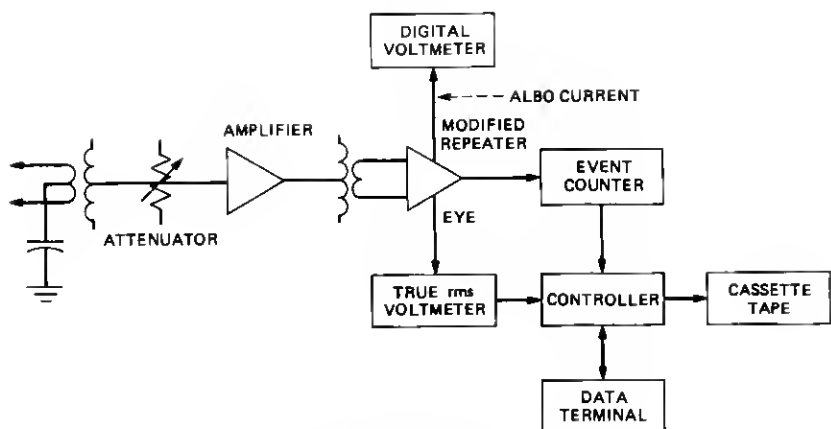 DIGITAL
VOLTMETER
ALBO CURRENT
AMPLIFIER
MODIFIED
REPEATER
EVENT
COUNTER
ATTENUATOR
EYE
TRUE rms
VOLTMETER
CONTROLLER
CASSETTE
TAPE
DATA
TERMINAL